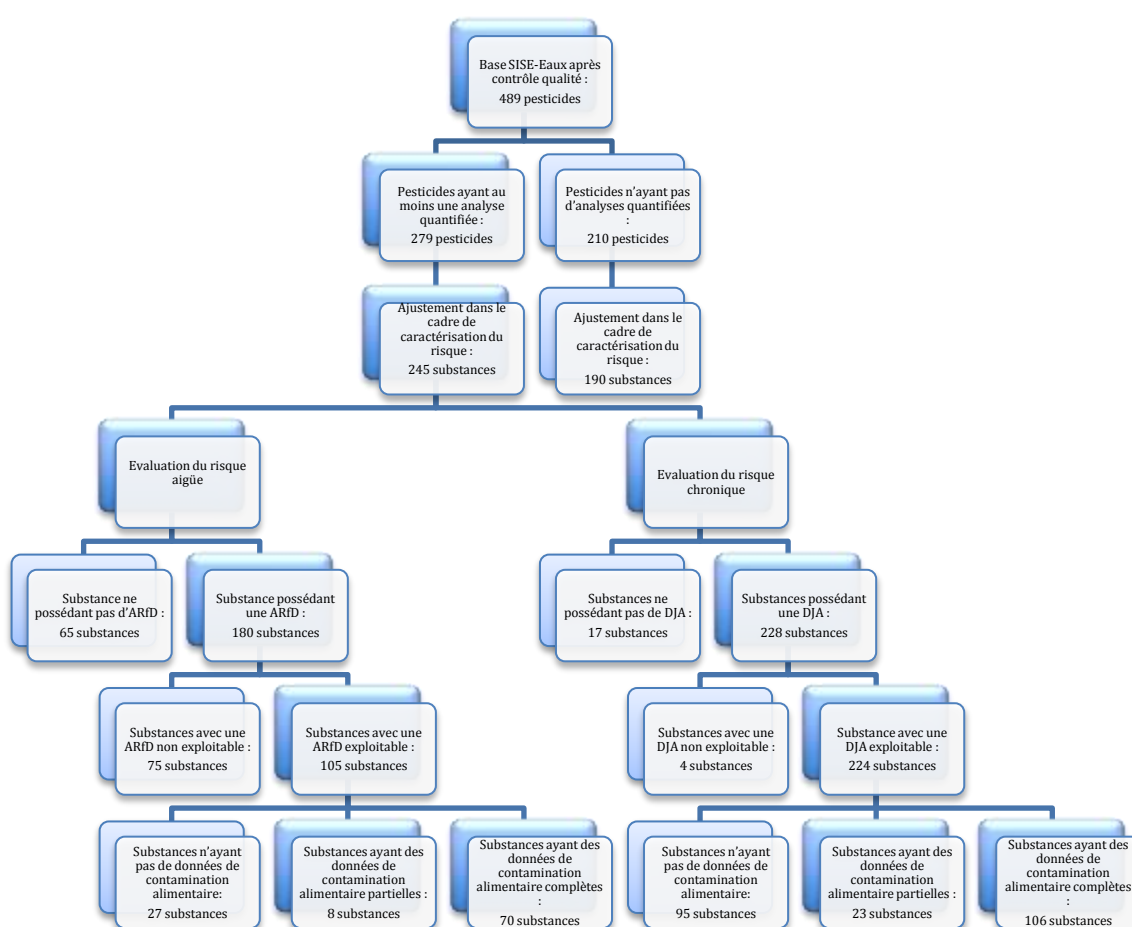 Base SISE-Eaux après
contrôle qualité :
489 pesticides
Pesticides ayant au
moins une analyse
quantifiée :
279 pesticides
Pesticides n'ayant pas
d'analyses quantifiées
:
210 pesticides
Ajustement dans le
cadre de
caractérisation du
risque :
245 substances
Ajustement dans le
cadre de
caractérisation du
risque :
190 substances
Evaluation du risque
aigüe
Evaluation du risque
chronique
Substance ne
possédant pas d'ARfD :
65 substances
Substance possédant
une ARfD :
180 substances
Substances ne
possédant pas de DJA :
17 substances
Substances possédant
une DJA :
228 substances
Substances avec une
ARfD non exploitable :
75 substances
Substances avec une
ARfD exploitable :
105 substances
Substances avec une
DJA non exploitable :
4 substances
Substance avec une
DJA exploitable :
224 substances
Substances n'ayant
pas de données de
contamination
alimentaire:
27 substances
Substances ayant des
données de
contamination
alimentaire partielles :
8 substances
Substances ayant des
données de
contamination
alimentaire complètes
:
70 substances
Substances n'ayant
pas de données de
contamination
alimentaire:
95 substances
Substances ayant des
données de
contamination
alimentaire partielles :
23 substances
Substances ayant des
données de
contamination
alimentaire complètes
:
106 substances